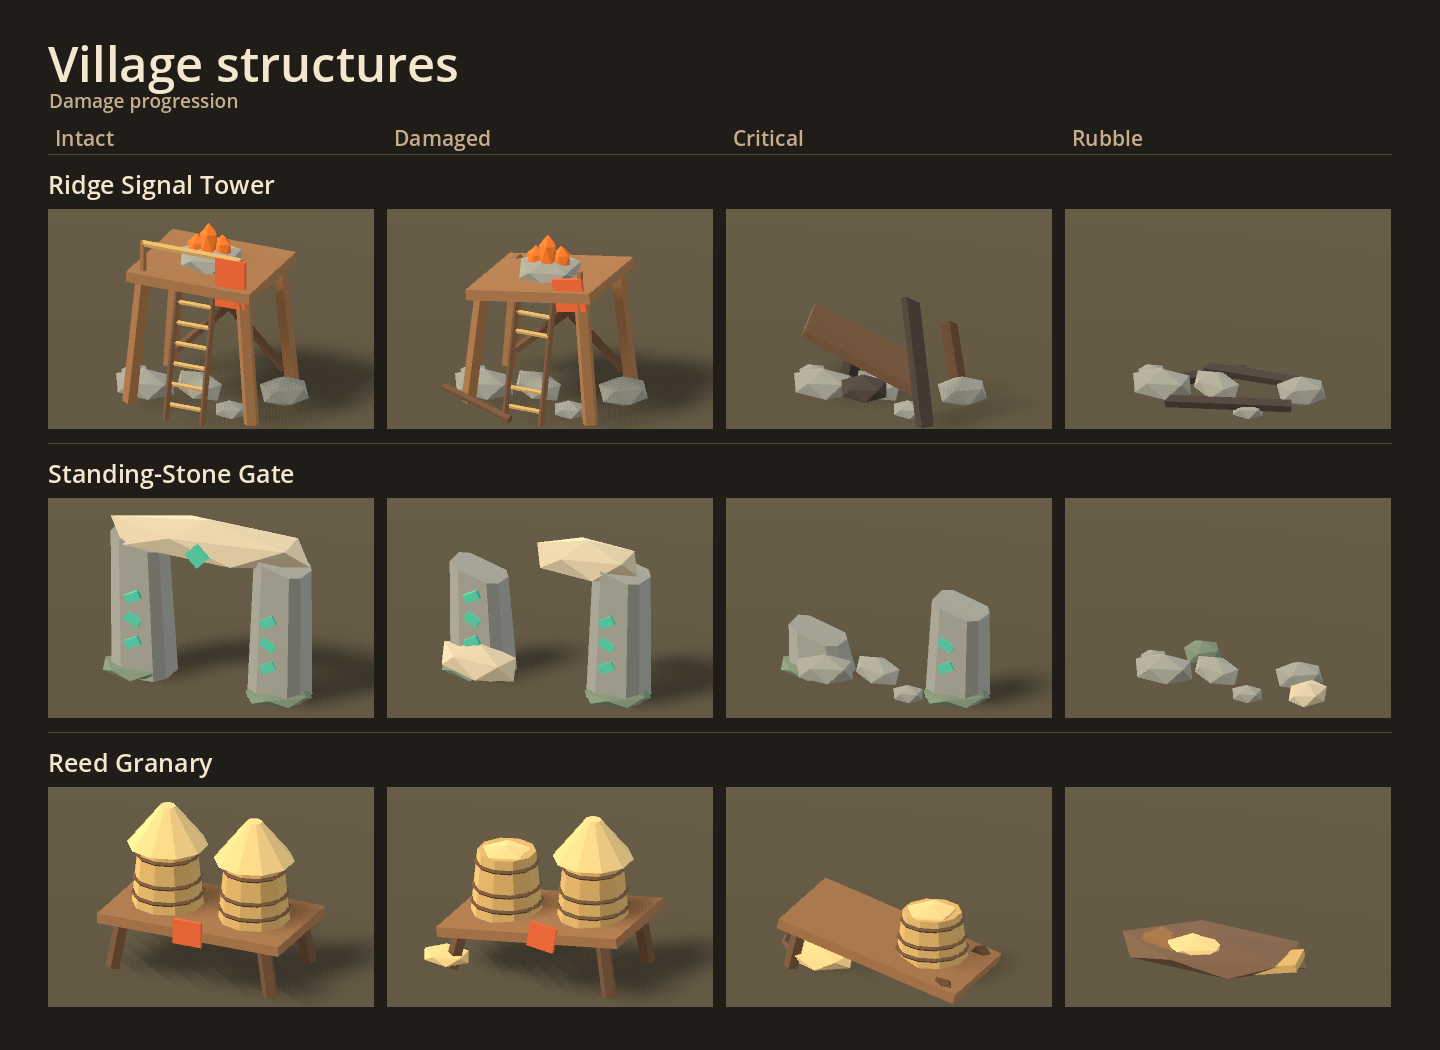 Village structures
Damage progression
Intact Damaged Critical Rubble
Ridge Signal Tower
Standing-Stone Gate
Reed Granary